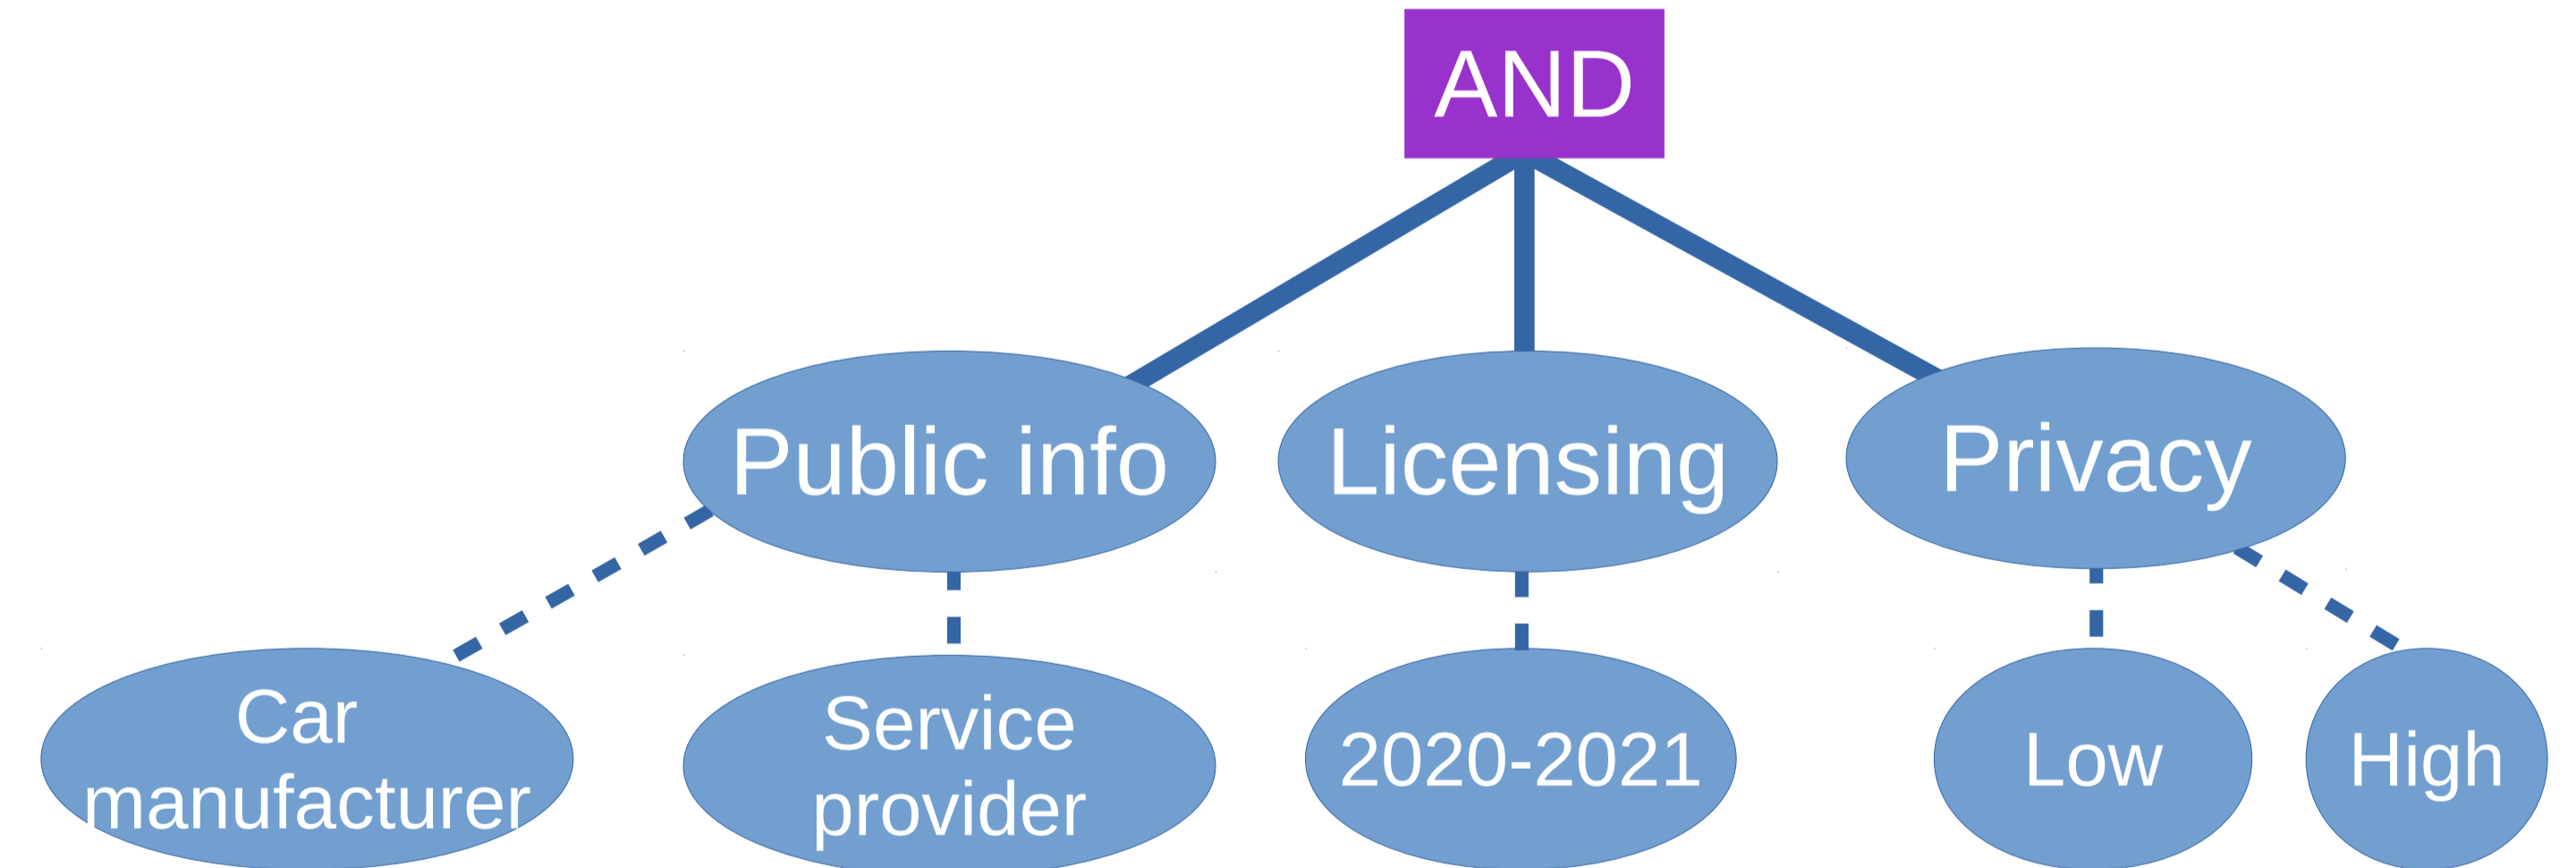 AND
Public info
Licensing
Privacy
Car
manufacturer
Service
provider
2020-2021
Low
High